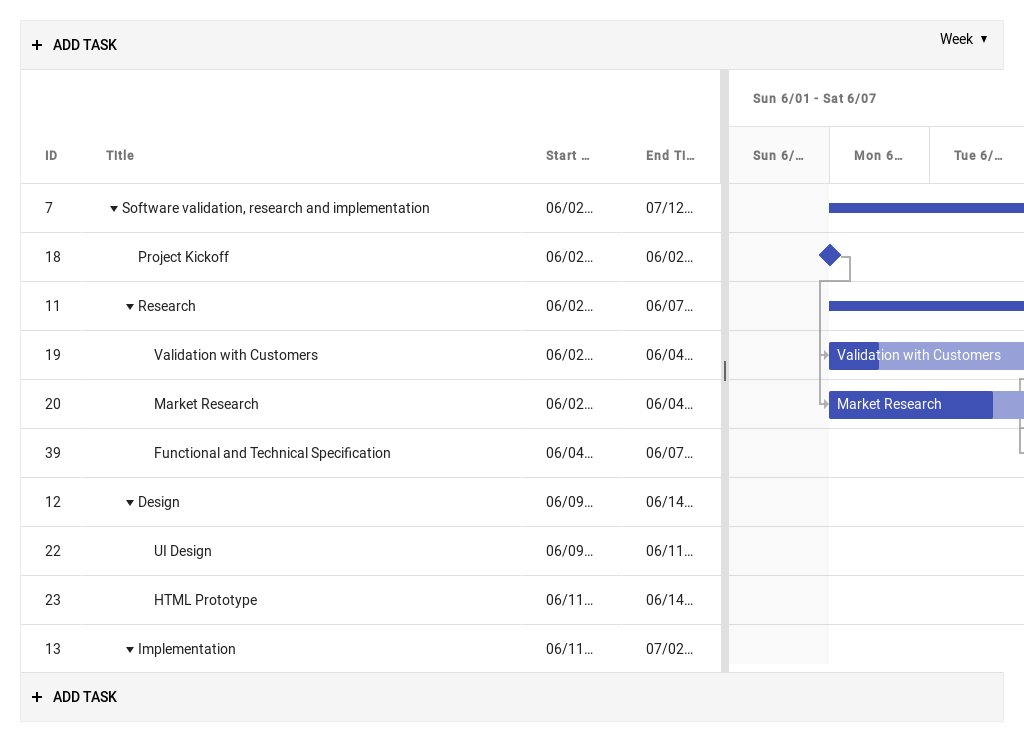 ADD TASK
Week
Sun 6/01 - Sat 6/07
ID Title Start ... End Ti... Sun 6/... Mon 6... Tue 6/...
7 Software validation, research and implementation 06/02... 07/12...
18 Project Kickoff 06/02... 06/02...
11 Research 06/02... 06/07...
19 Validation with Customers 06/02... 06/04... Validation with Customers
20 Market Research 06/02... 06/04... Market Research
39 Functional and Technical Specification 06/04... 06/07...
12 Design 06/09... 06/14...
22 UI Design 06/09... 06/11...
23 HTML Prototype 06/11... 06/14...
13 Implementation 06/11... 07/02...
ADD TASK